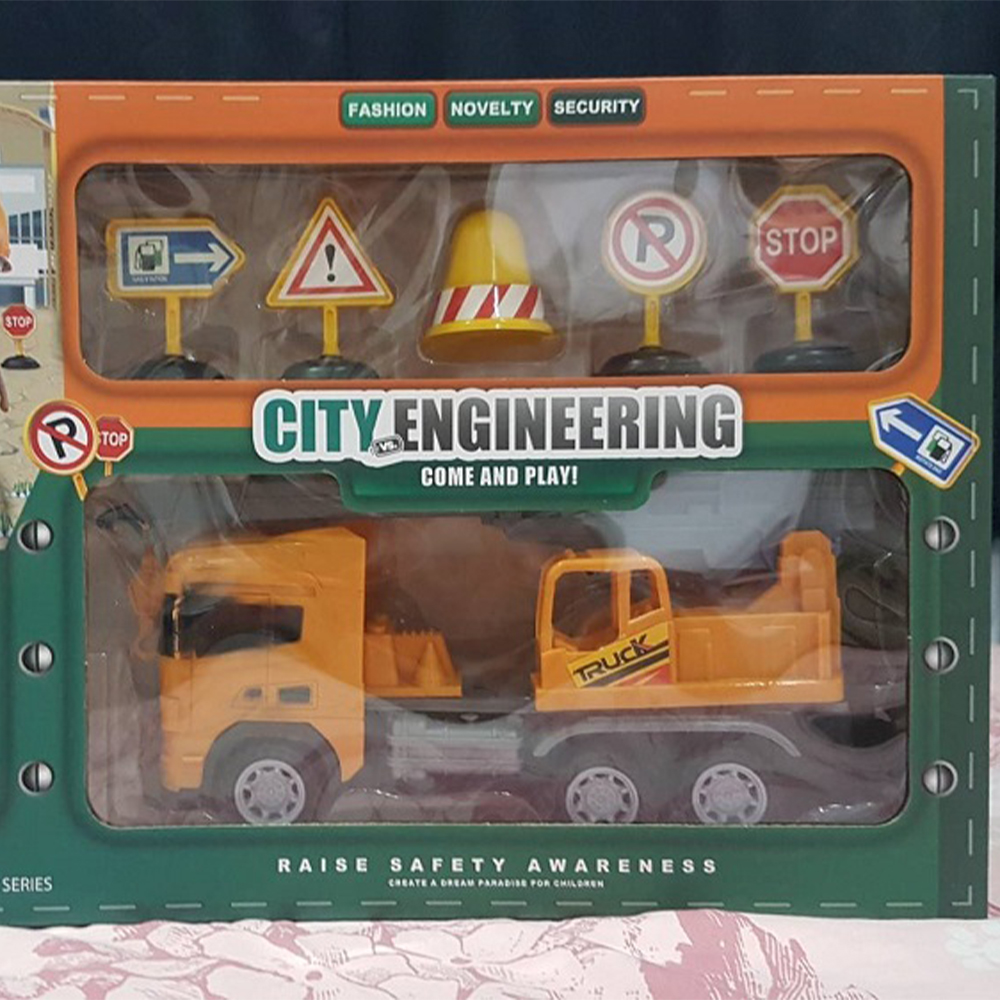 FASHION NOVELTY SECURITY
P
STOP
STOP
CITY VS. ENGINEERING
COME AND PLAY!
P
STOP
TRUCK
RAISE SAFETY AWARENESS
CREATE A DREAM PARADISE FOR CHILDREN
SERIES